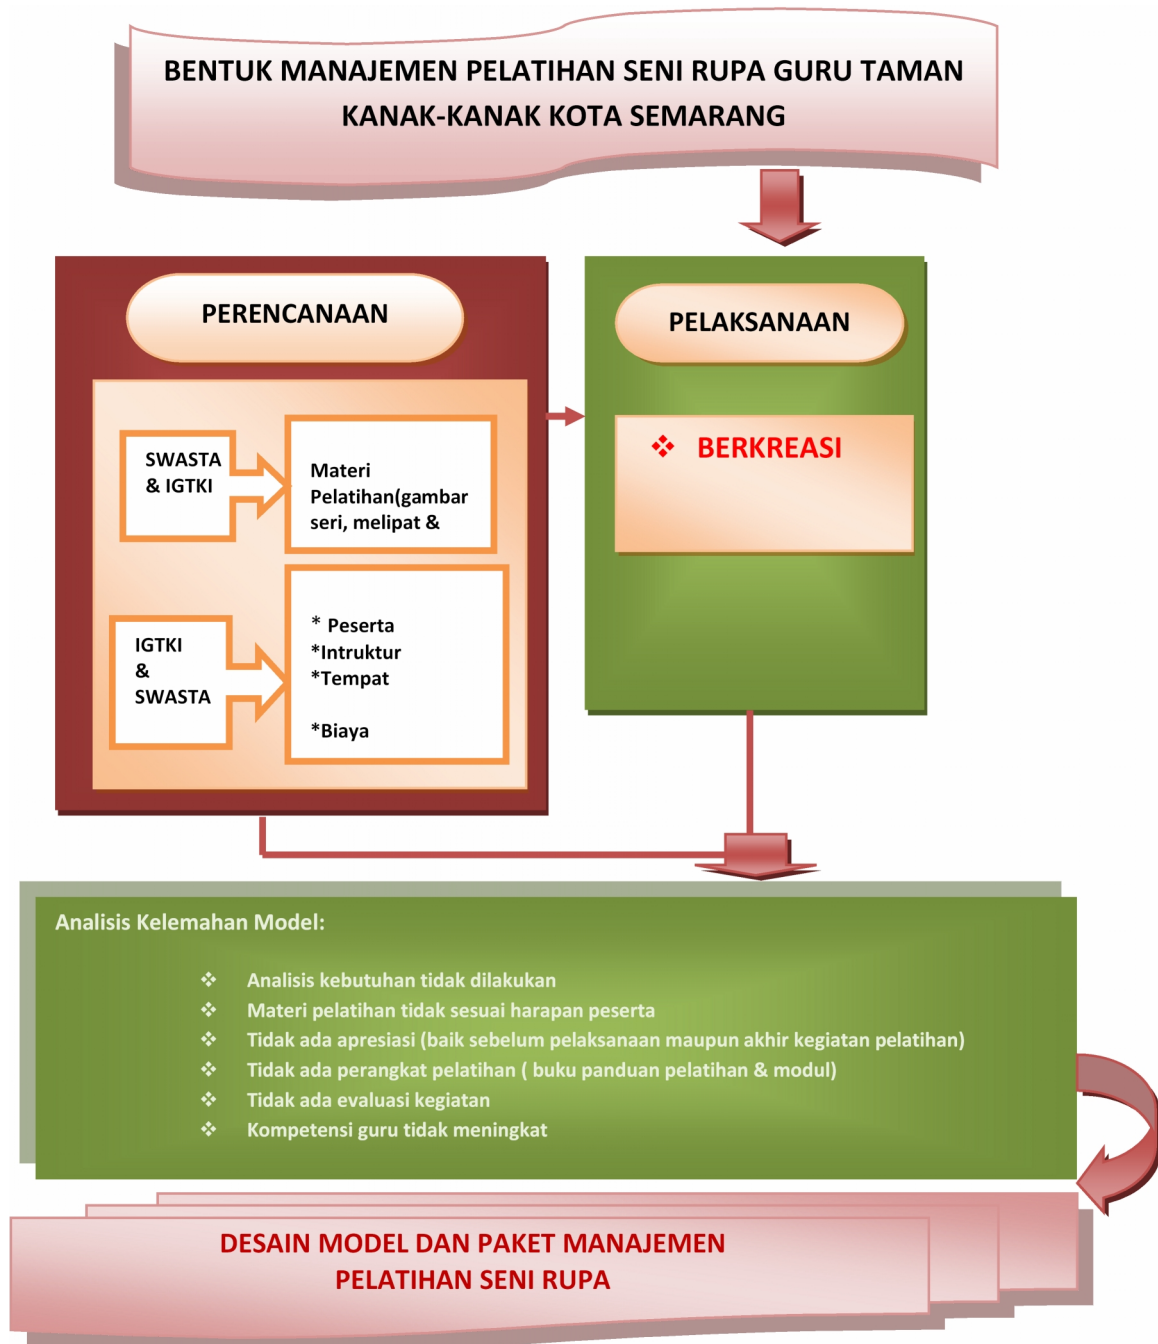 BENTUK MANAJEMEN PELATIHAN SENI RUPA GURU TAMAN
KANAK-KANAK KOTA SEMARANG
PERENCANAAN
SWASTA
& IGTKI
Materi
Pelatihan(gambar
seri, melipat &
IGTKI
&
SWASTA
* Peserta
*Intruktur
*Tempat
*Biaya
PELAKSANAAN
❖ BERKREASI
Analisis Kelemahan Model:
❖ Analisis kebutuhan tidak dilakukan
❖ Materi pelatihan tidak sesuai harapan peserta
❖ Tidak ada apresiasi (baik sebelum pelaksanaan maupun akhir kegiatan pelatihan)
❖ Tidak ada perangkat pelatihan ( buku panduan pelatihan & modul)
❖ Tidak ada evaluasi kegiatan
❖ Kompetensi guru tidak meningkat
DESAIN MODEL DAN PAKET MANAJEMEN
PELATIHAN SENI RUPA